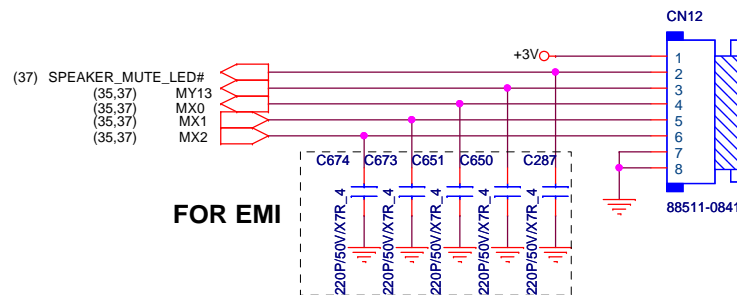 CN12
+3V
1
(37) SPEAKER_MUTE_LED#
2
(35,37) MY13
3
(35,37) MX0
4
(35,37) MX1
5
(35,37) MX2
6
7
8
C674 C673 C651 C650 C287
220P/50V/X7R_4
220P/50V/X7R_4
220P/50V/X7R_4
220P/50V/X7R_4
220P/50V/X7R_4
FOR EMI
88511-0841